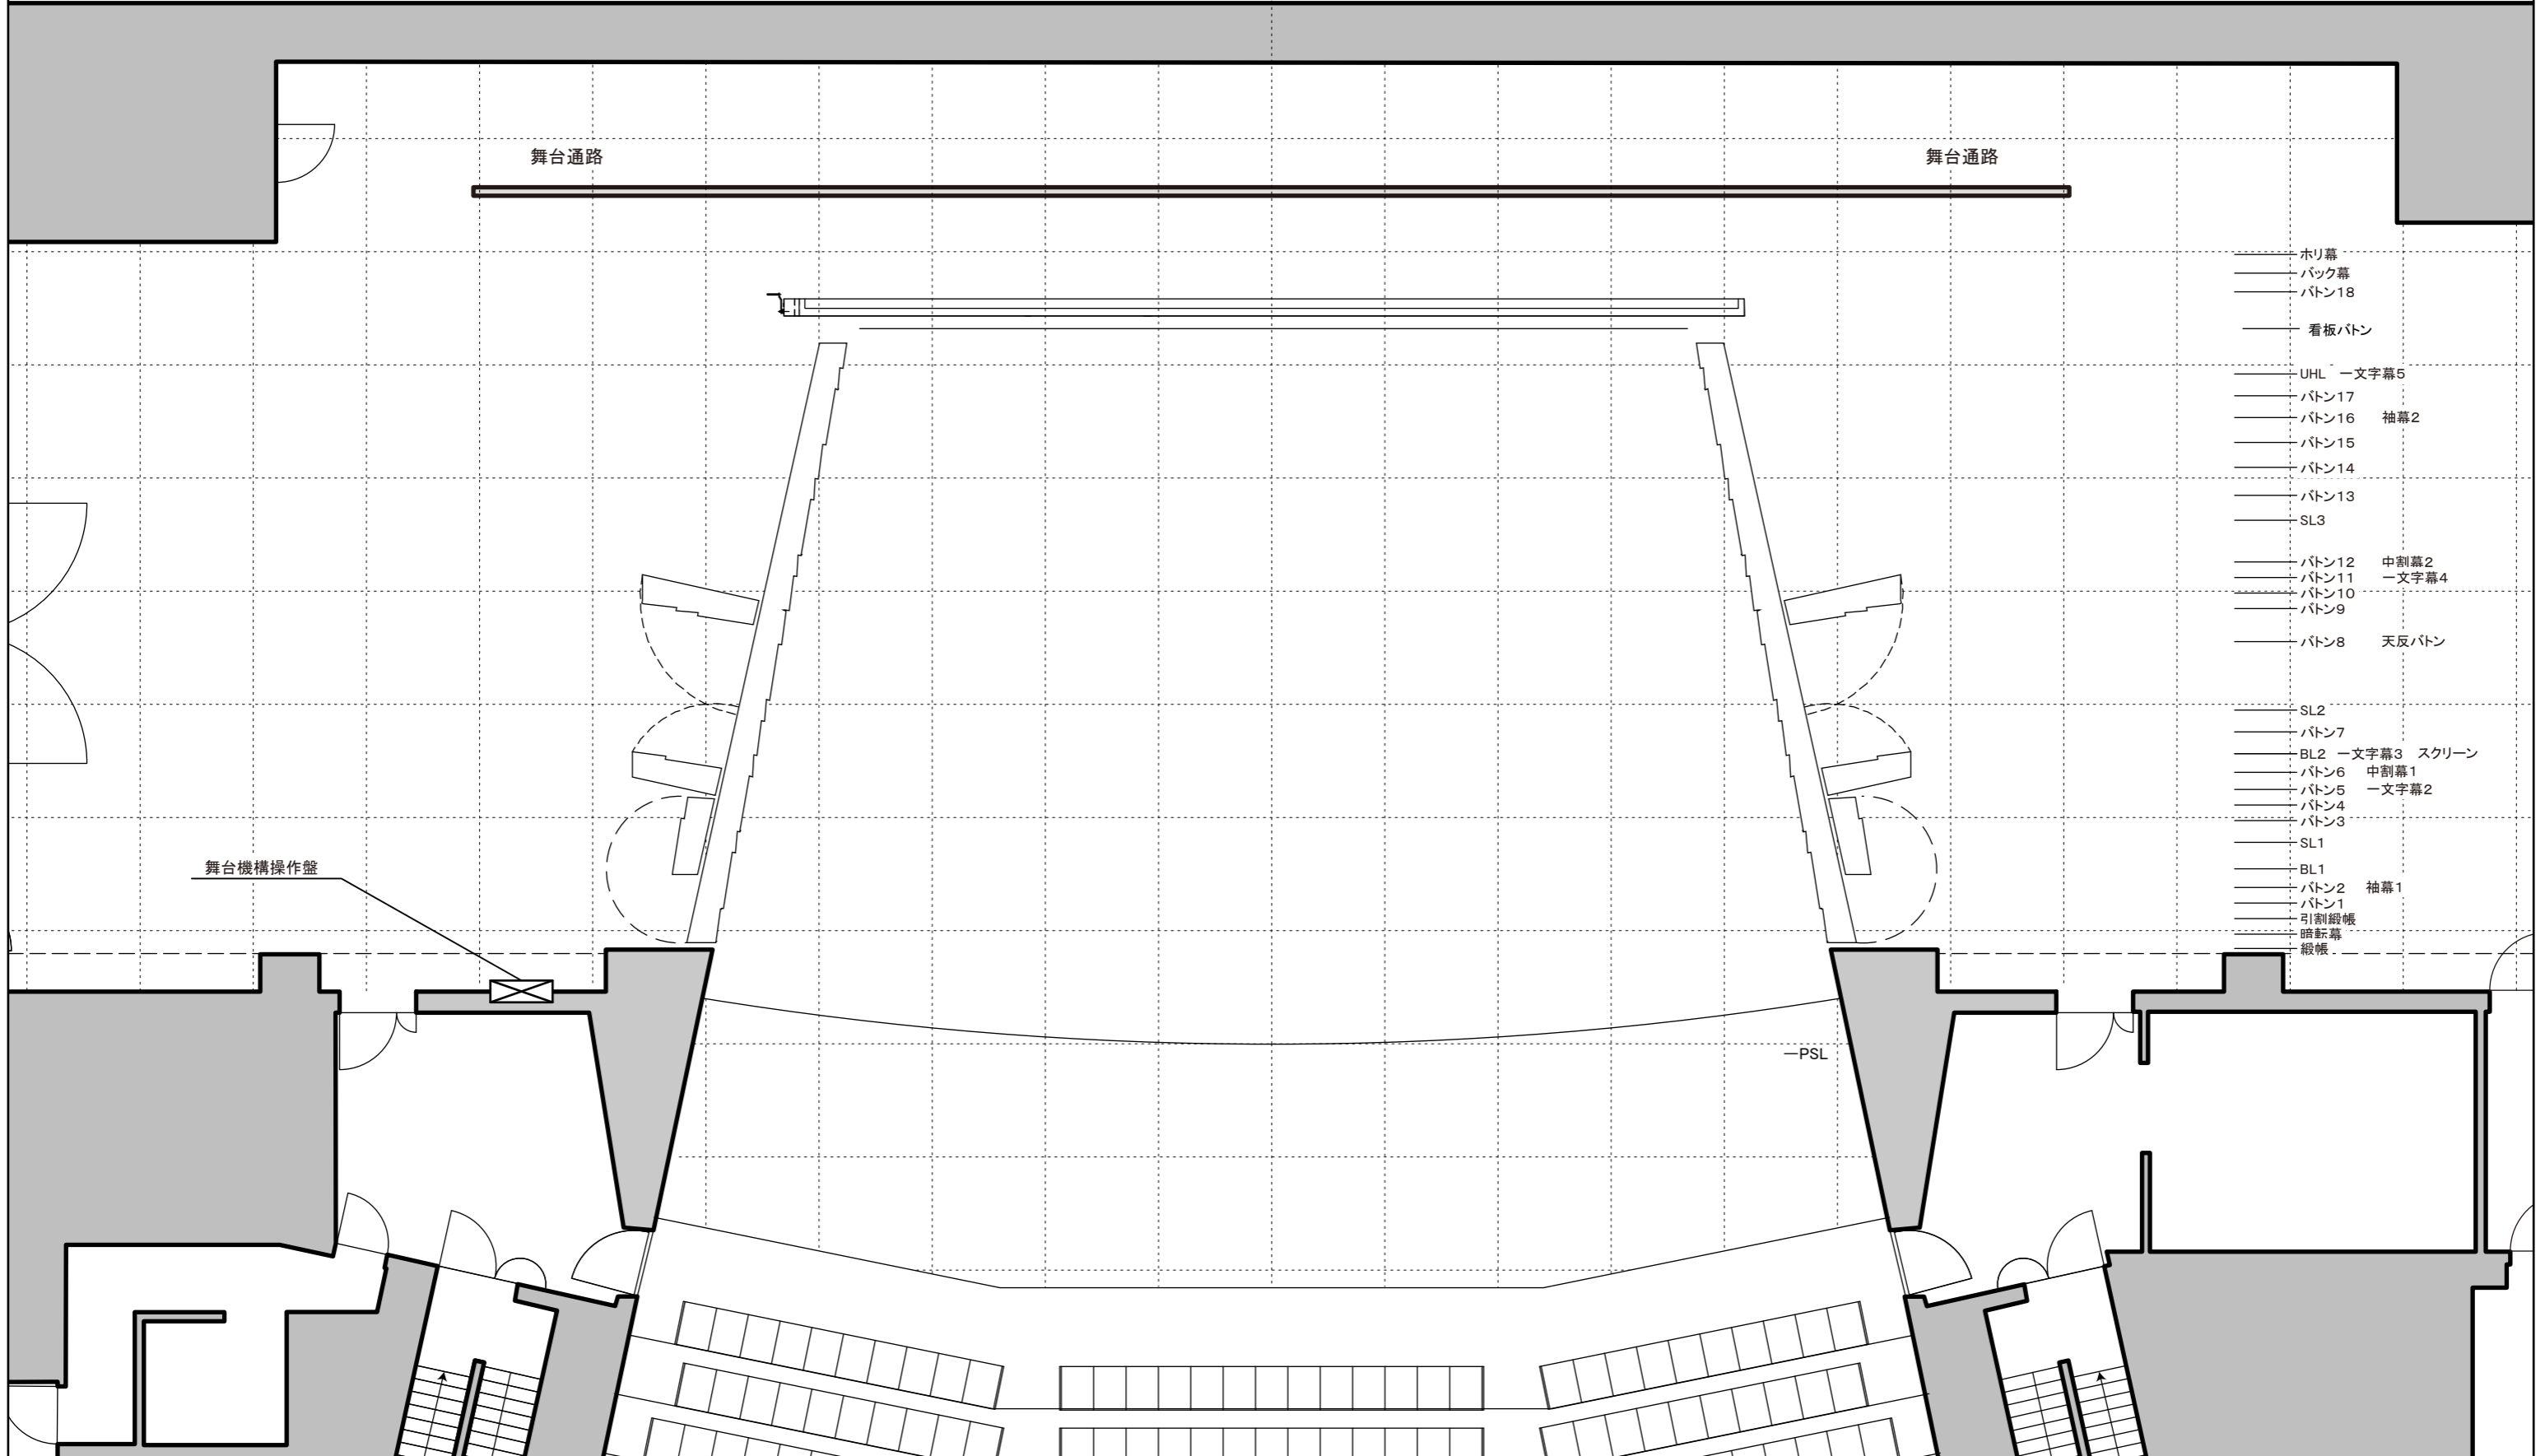 舞台通路
舞台通路
ホリ幕
バック幕
バトン18
看板バトン
UHL 一文字幕5
バトン17
バトン16 袖幕2
バトン15
バトン14
バトン13
SL3
バトン12 中割幕2
バトン11 一文字幕4
バトン10
バトン9
バトン8 天反バトン
SL2
バトン7
BL2 一文字幕3 スクリーン
バトン6 中割幕1
バトン5 一文字幕2
バトン4
バトン3
SL1
舞台機構操作盤
BL1
バトン2 袖幕1
バトン1
引割緞帳
暗転幕
緞帳
PSL